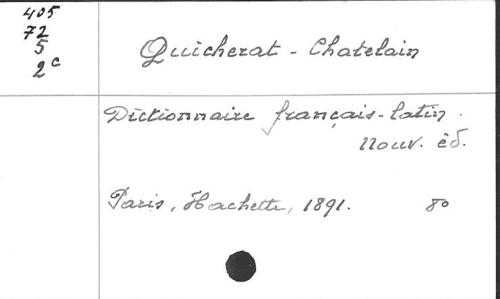 405
72
5
2c
Quicherat - Chatelain
Dictionnaire français-latin.
Nouv. éd.
Paris, Hachette, 1891. 8o